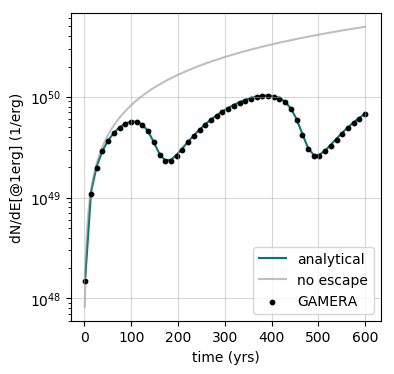 dN/dE[@1erg] (1/erg)
10^50
10^49
10^48
analytical
no escape
GAMERA
0 100 200 300 400 500 600
time (yrs)